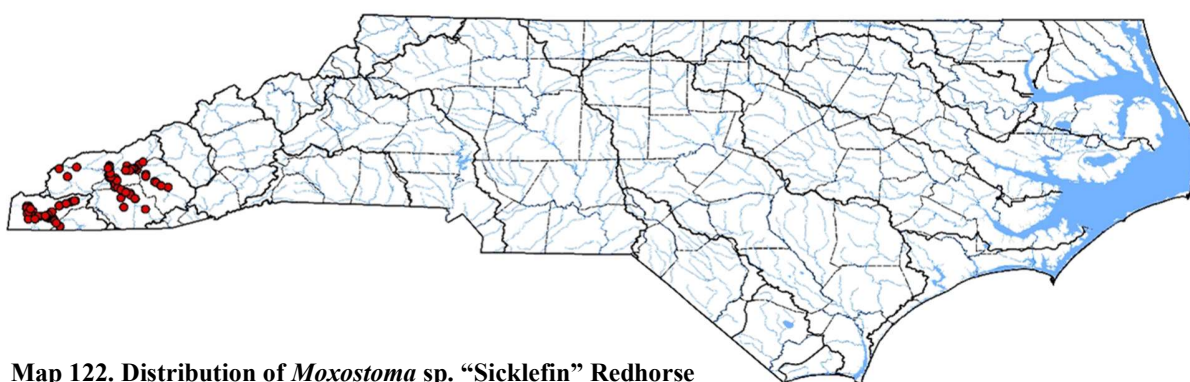 Map 122. Distribution of Moxostoma sp. “Sicklefin” Redhorse